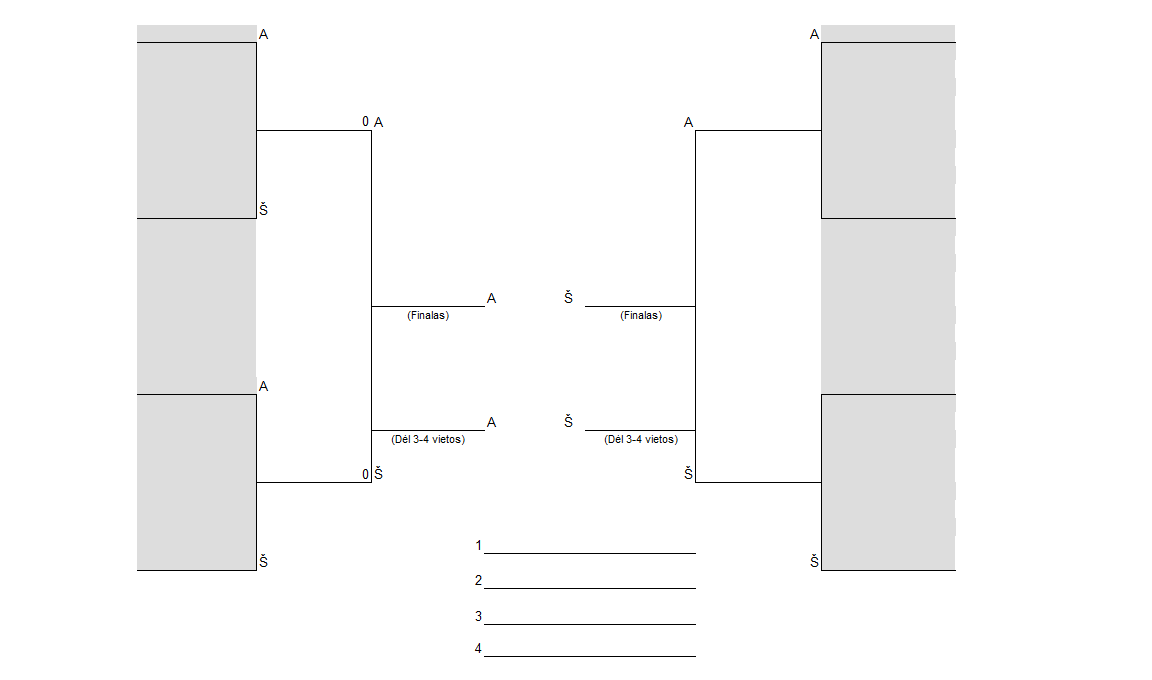 A A
0 A A
Š
A Š
(Finalas) (Finalas)
A
A Š
(Dėl 3-4 vietos) (Dėl 3-4 vietos)
0 Š Š
1
Š Š
2
3
4